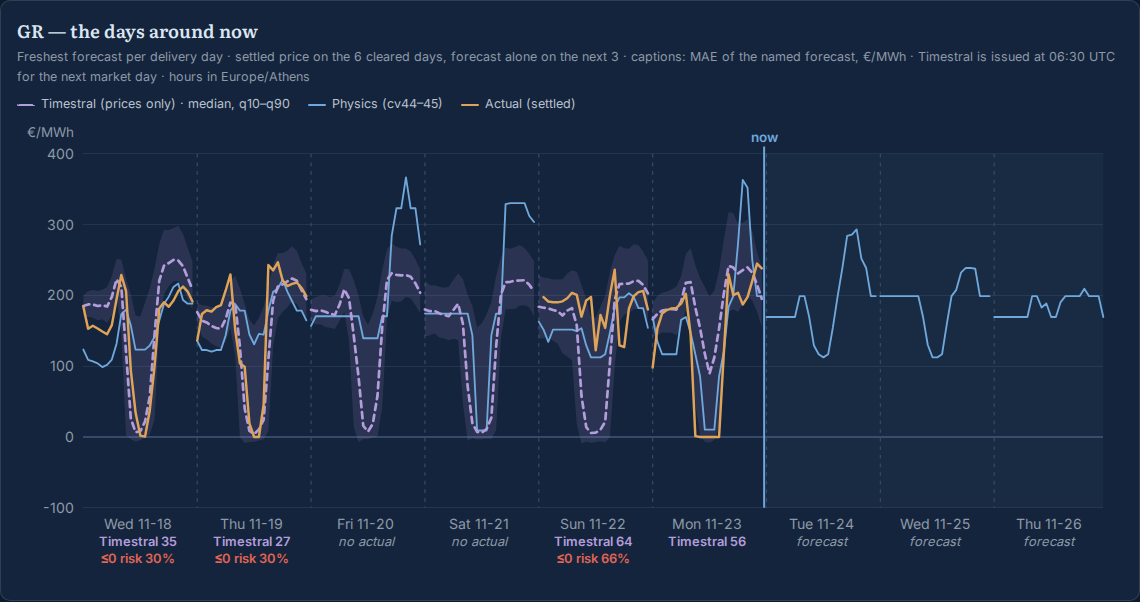 GR — the days around now
Freshest forecast per delivery day · settled price on the 6 cleared days, forecast alone on the next 3 · captions: MAE of the named forecast, €/MWh · Timestral is issued at 06:30 UTC
for the next market day · hours in Europe/Athens
Timestral (prices only) · median, q10–q90 Physics (cv44–45) Actual (settled)
€/MWh
now
400
300
200
100
0
-100
Wed 11-18 Thu 11-19 Fri 11-20 Sat 11-21 Sun 11-22 Mon 11-23 Tue 11-24 Wed 11-25 Thu 11-26
Timestral 35 Timestral 27 no actual no actual Timestral 64 Timestral 56 forecast forecast forecast
≤0 risk 30% ≤0 risk 30% ≤0 risk 66%